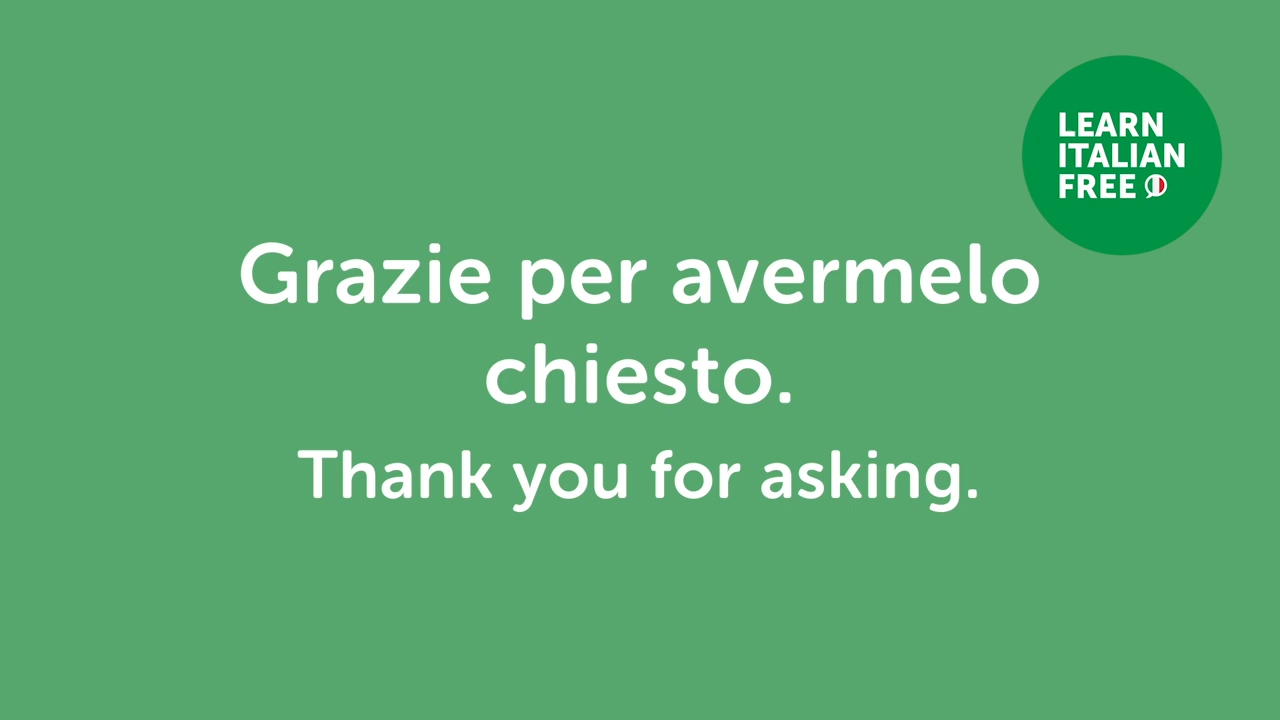 LEARN
ITALIAN
FREE
Grazie per avermelo
chiesto.
Thank you for asking.